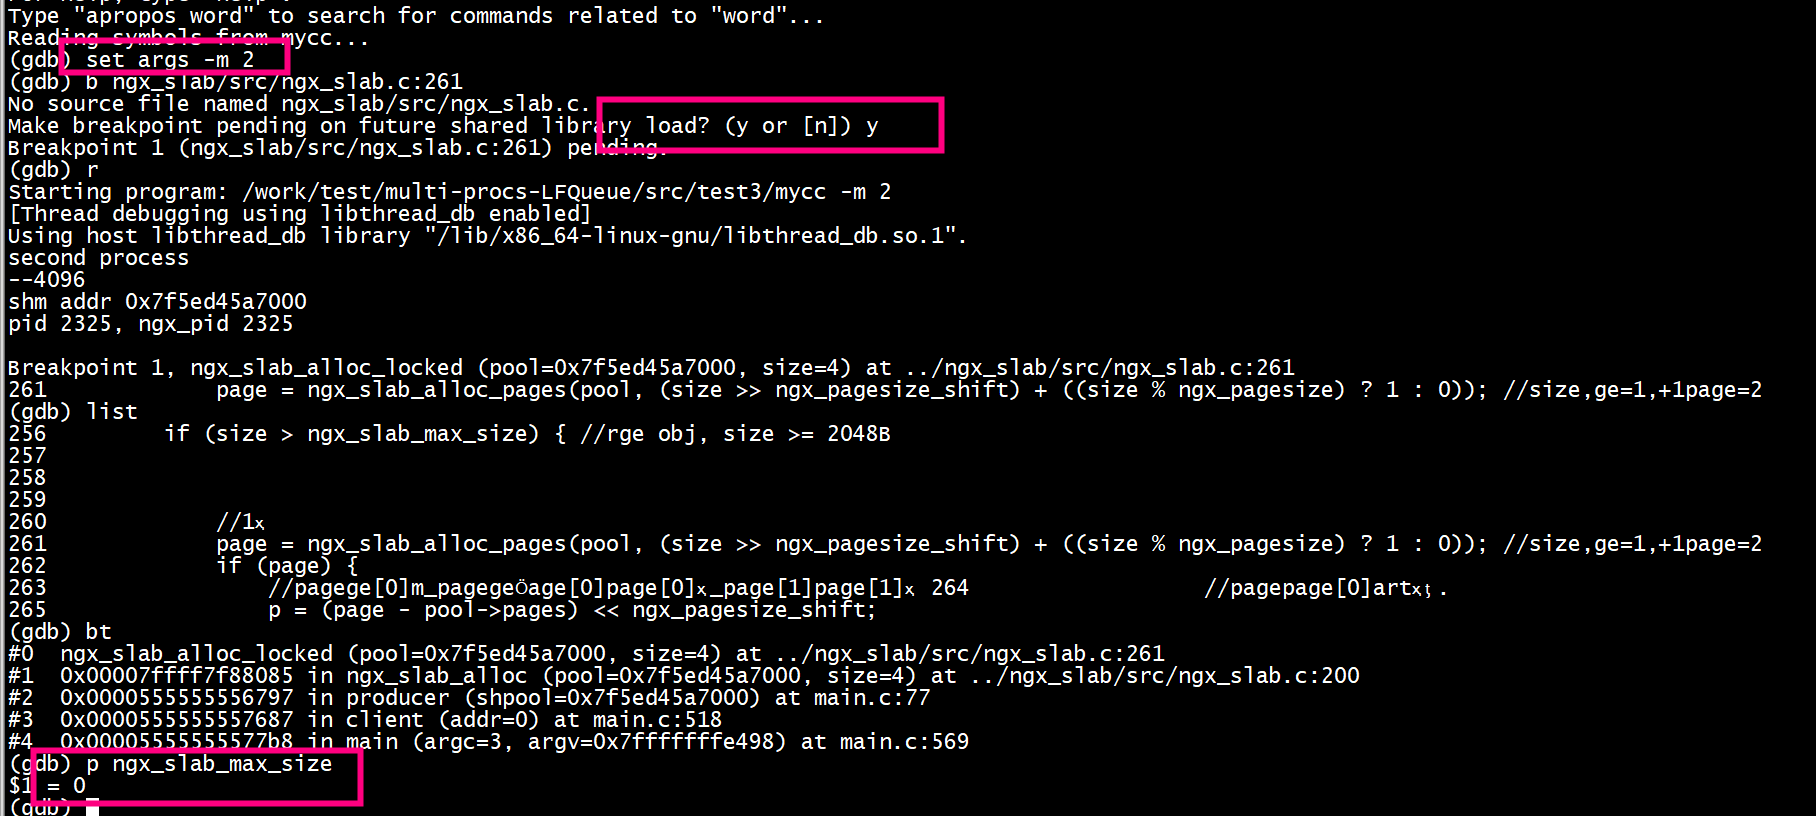 Type "apropos word" to search for commands related to "word"...
Reading symbols from mycc...
(gdb) set args -m 2
(gdb) b ngx_slab/src/ngx_slab.c:261
No source file named ngx_slab/src/ngx_slab.c.
Make breakpoint pending on future shared library load? (y or [n]) y
Breakpoint 1 (ngx_slab/src/ngx_slab.c:261) pending.
(gdb) r
Starting program: /work/test/multi-procs-LFQueue/src/test3/mycc -m 2
[Thread debugging using libthread_db enabled]
Using host libthread_db library "/lib/x86_64-linux-gnu/libthread_db.so.1".
second process
--4096
shm addr 0x7f5ed45a7000
pid 2325, ngx_pid 2325
Breakpoint 1, ngx_slab_alloc_locked (pool=0x7f5ed45a7000, size=4) at ../ngx_slab/src/ngx_slab.c:261
261 page = ngx_slab_alloc_pages(pool, (size >> ngx_pagesize_shift) + ((size % ngx_pagesize) ? 1 : 0)); //size,ge=1,+1page=2
(gdb) list
256 if (size > ngx_slab_max_size) { //rge obj, size >= 2048B
257
258
259
260 //1x
261 page = ngx_slab_alloc_pages(pool, (size >> ngx_pagesize_shift) + ((size % ngx_pagesize) ? 1 : 0)); //size,ge=1,+1page=2
262 if (page) {
263 //pagege[0]m_pagegeÖage[0]page[0]x_page[1]page[1]x 264 //pagepage[0]artxţ.
265 p = (page - pool->pages) << ngx_pagesize_shift;
(gdb) bt
#0 ngx_slab_alloc_locked (pool=0x7f5ed45a7000, size=4) at ../ngx_slab/src/ngx_slab.c:261
#1 0x00007ffff7f88085 in ngx_slab_alloc (pool=0x7f5ed45a7000, size=4) at ../ngx_slab/src/ngx_slab.c:200
#2 0x0000555555556797 in producer (shpool=0x7f5ed45a7000) at main.c:77
#3 0x0000555555557687 in client (addr=0) at main.c:518
#4 0x00005555555577b8 in main (argc=3, argv=0x7fffffffe498) at main.c:569
(gdb) p ngx_slab_max_size
$1 = 0
(gdb)